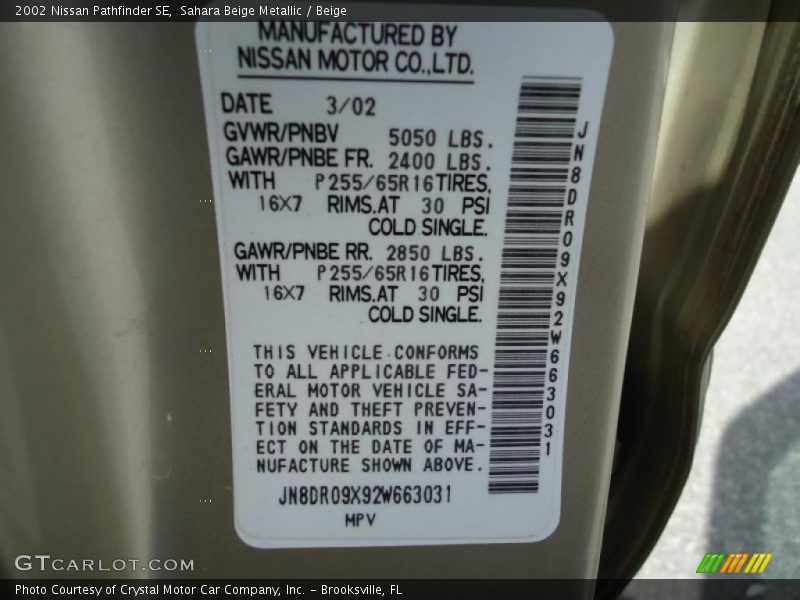 2002 Nissan Pathfinder SE, Sahara Beige Metallic / Beige
MANUFACTURED BY
NISSAN MOTOR CO.,LTD.
DATE 3/02
GVWR/PNBV 5050 LBS.
GAWR/PNBE FR. 2400 LBS.
WITH P255/65R16 TIRES,
16X7 RIMS.AT 30 PSI
COLD SINGLE.
GAWR/PNBE RR. 2850 LBS.
WITH P255/65R16 TIRES,
16X7 RIMS.AT 30 PSI
COLD SINGLE.
THIS VEHICLE CONFORMS
TO ALL APPLICABLE FED-
ERAL MOTOR VEHICLE SA-
FETY AND THEFT PREVEN-
TION STANDARDS IN EFF-
ECT ON THE DATE OF MA-
NUFACTURE SHOWN ABOVE.
JN8DR09X92W663031
MPV
JN8DR09X92W663031
GTCARLOT.COM
Photo Courtesy of Crystal Motor Car Company, Inc. – Brooksville, FL